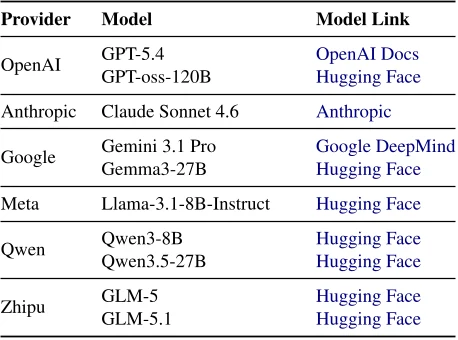 Provider Model Model Link
OpenAI GPT-5.4 OpenAI Docs
GPT-oss-120B Hugging Face
Anthropic Claude Sonnet 4.6 Anthropic
Google Gemini 3.1 Pro Google DeepMind
Gemma3-27B Hugging Face
Meta Llama-3.1-8B-Instruct Hugging Face
Qwen Qwen3-8B Hugging Face
Qwen3.5-27B Hugging Face
Zhipu GLM-5 Hugging Face
GLM-5.1 Hugging Face